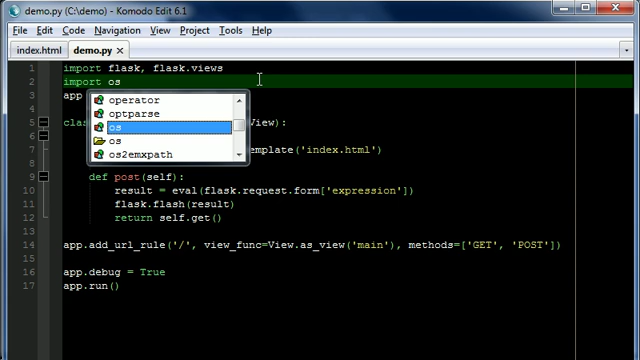 demo.py (C:\demo) - Komodo Edit 6.1
File Edit Code Navigation View Project Tools Help
index.html demo.py
1 import flask, flask.views
2 import os
3 app
operator
optparse
os
os
os2emxpath
4
5 class View):
6
7 template('index.html')
8
9 def post(self):
10 result = eval(flask.request.form['expression'])
11 flask.flash(result)
12 return self.get()
13
14 app.add_url_rule('/', view_func=View.as_view('main'), methods=['GET', 'POST'])
15
16 app.debug = True
17 app.run()